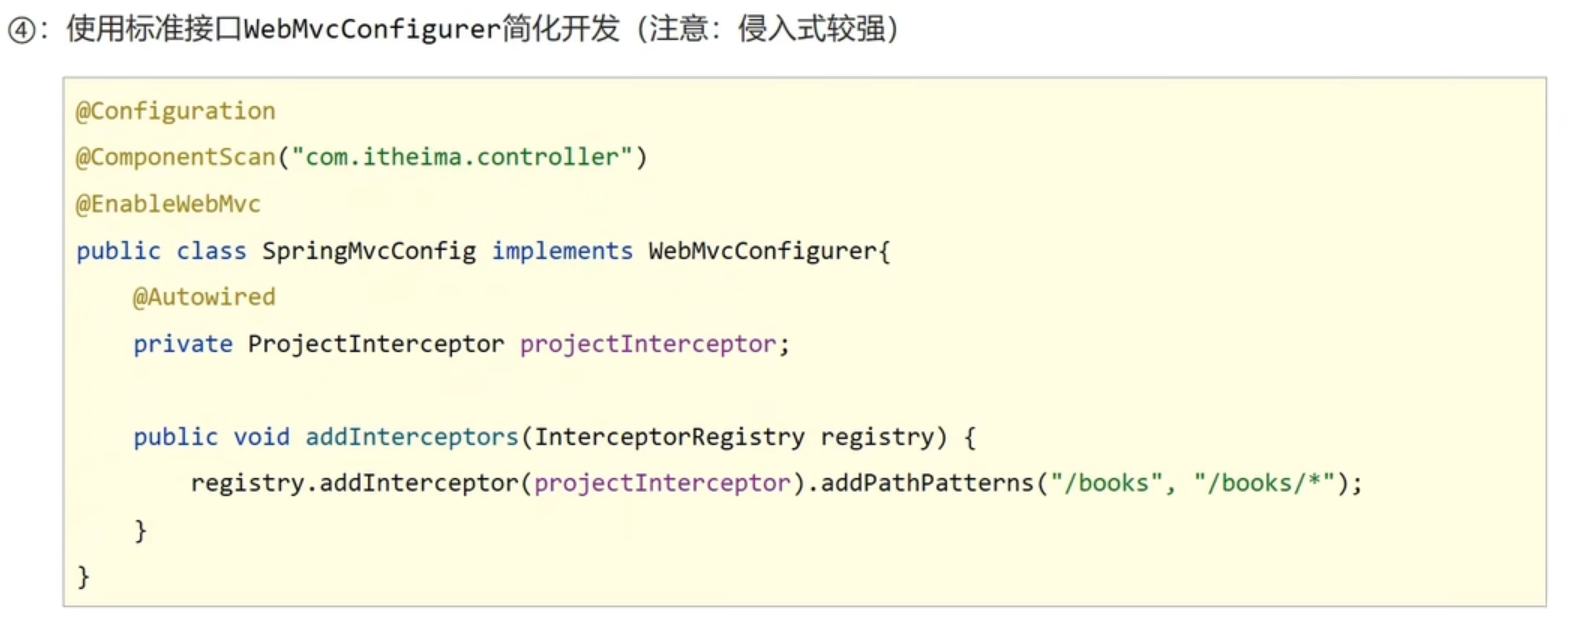 ④：使用标准接口WebMvcConfigurer简化开发（注意：侵入式较强）
@Configuration
@ComponentScan("com.itheima.controller")
@EnableWebMvc
public class SpringMvcConfig implements WebMvcConfigurer{
    @Autowired
    private ProjectInterceptor projectInterceptor;
    public void addInterceptors(InterceptorRegistry registry) {
        registry.addInterceptor(projectInterceptor).addPathPatterns("/books", "/books/*");
    }
}